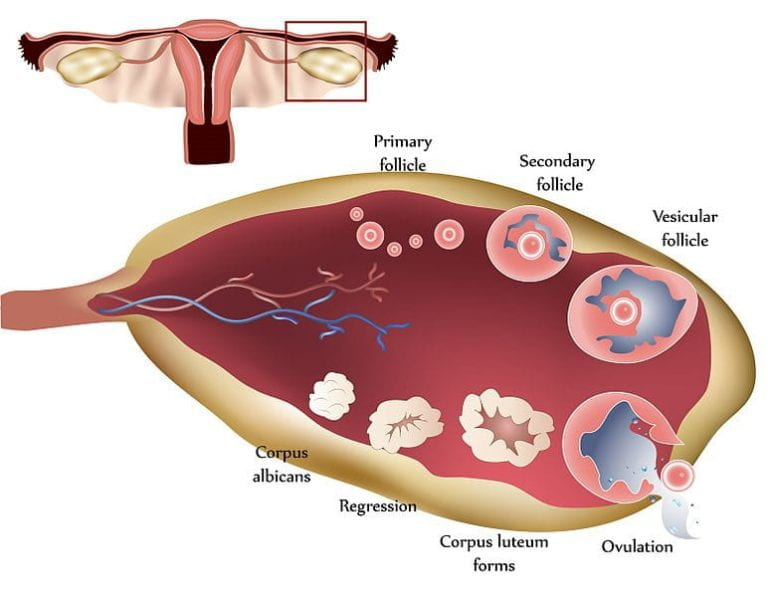 Primary
follicle
Secondary
follicle
Vesicular
follicle
Corpus
albicans
Regression
Corpus luteum
forms
Ovulation